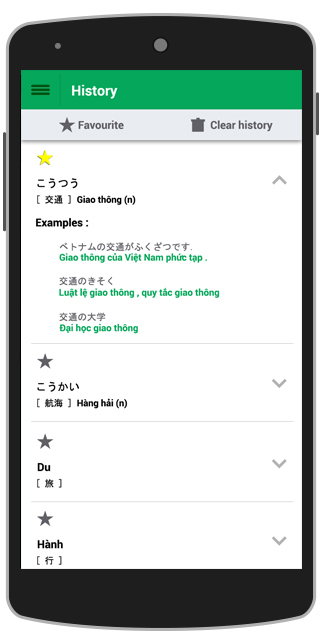 History
Favourite
Clear history
こうつう
[ 交通 ] Giao thông (n)
Examples :
ベトナムの交通がふくざつです.
Giao thông của Việt Nam phức tạp .
交通のきそく
Luật lệ giao thông , quy tắc giao thông
交通の大学
Đại học giao thông
こうかい
[ 航海 ] Hàng hải (n)
Du
[ 旅 ]
Hành
[ 行 ]